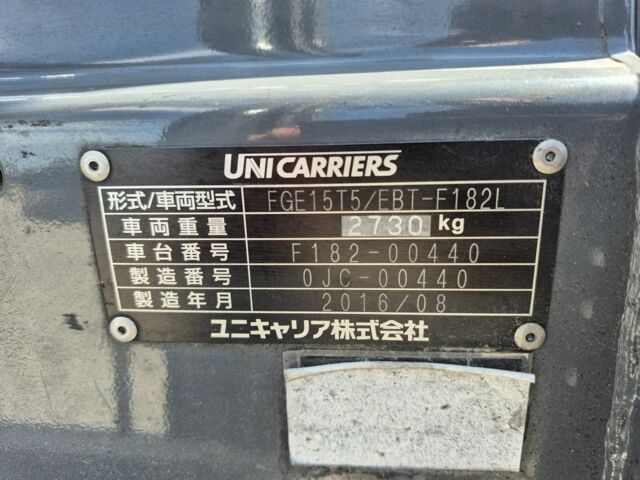 UNICARRIERS
形式/車両型式 FGE15T5/EBT-F182L
車両重量 2730 kg
車台番号 F182-00440
製造番号 0JC-00440
製造年月 2016/08
ユニキャリア株式会社